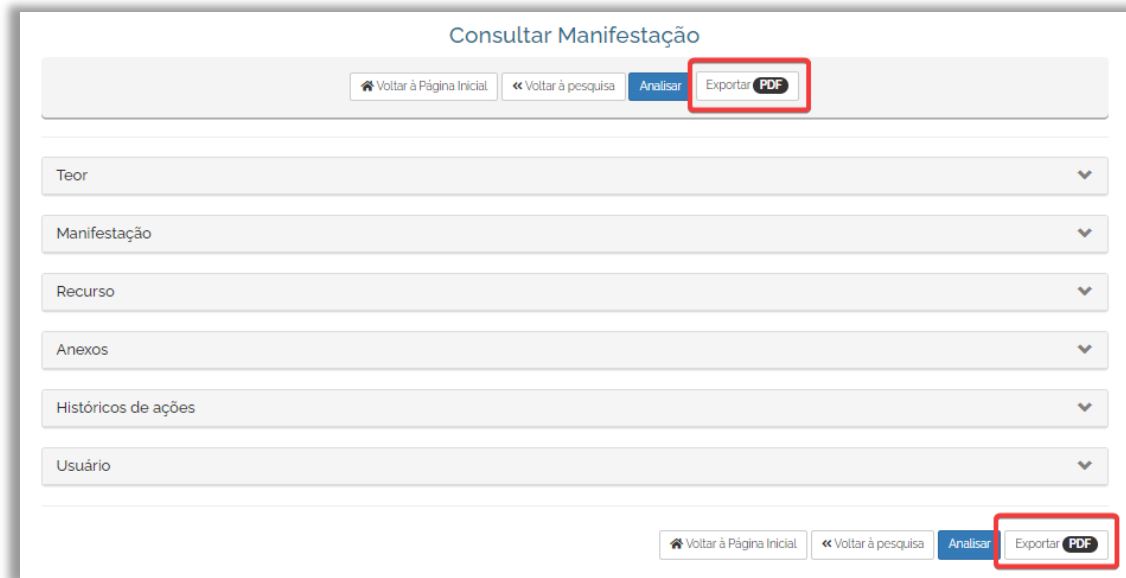 Consultar Manifestação
Voltar à Página Inicial Voltar à pesquisa Analisar Exportar PDF
Teor
Manifestação
Recurso
Anexos
Históricos de ações
Usuário
Voltar à Página Inicial Voltar à pesquisa Analisar Exportar PDF